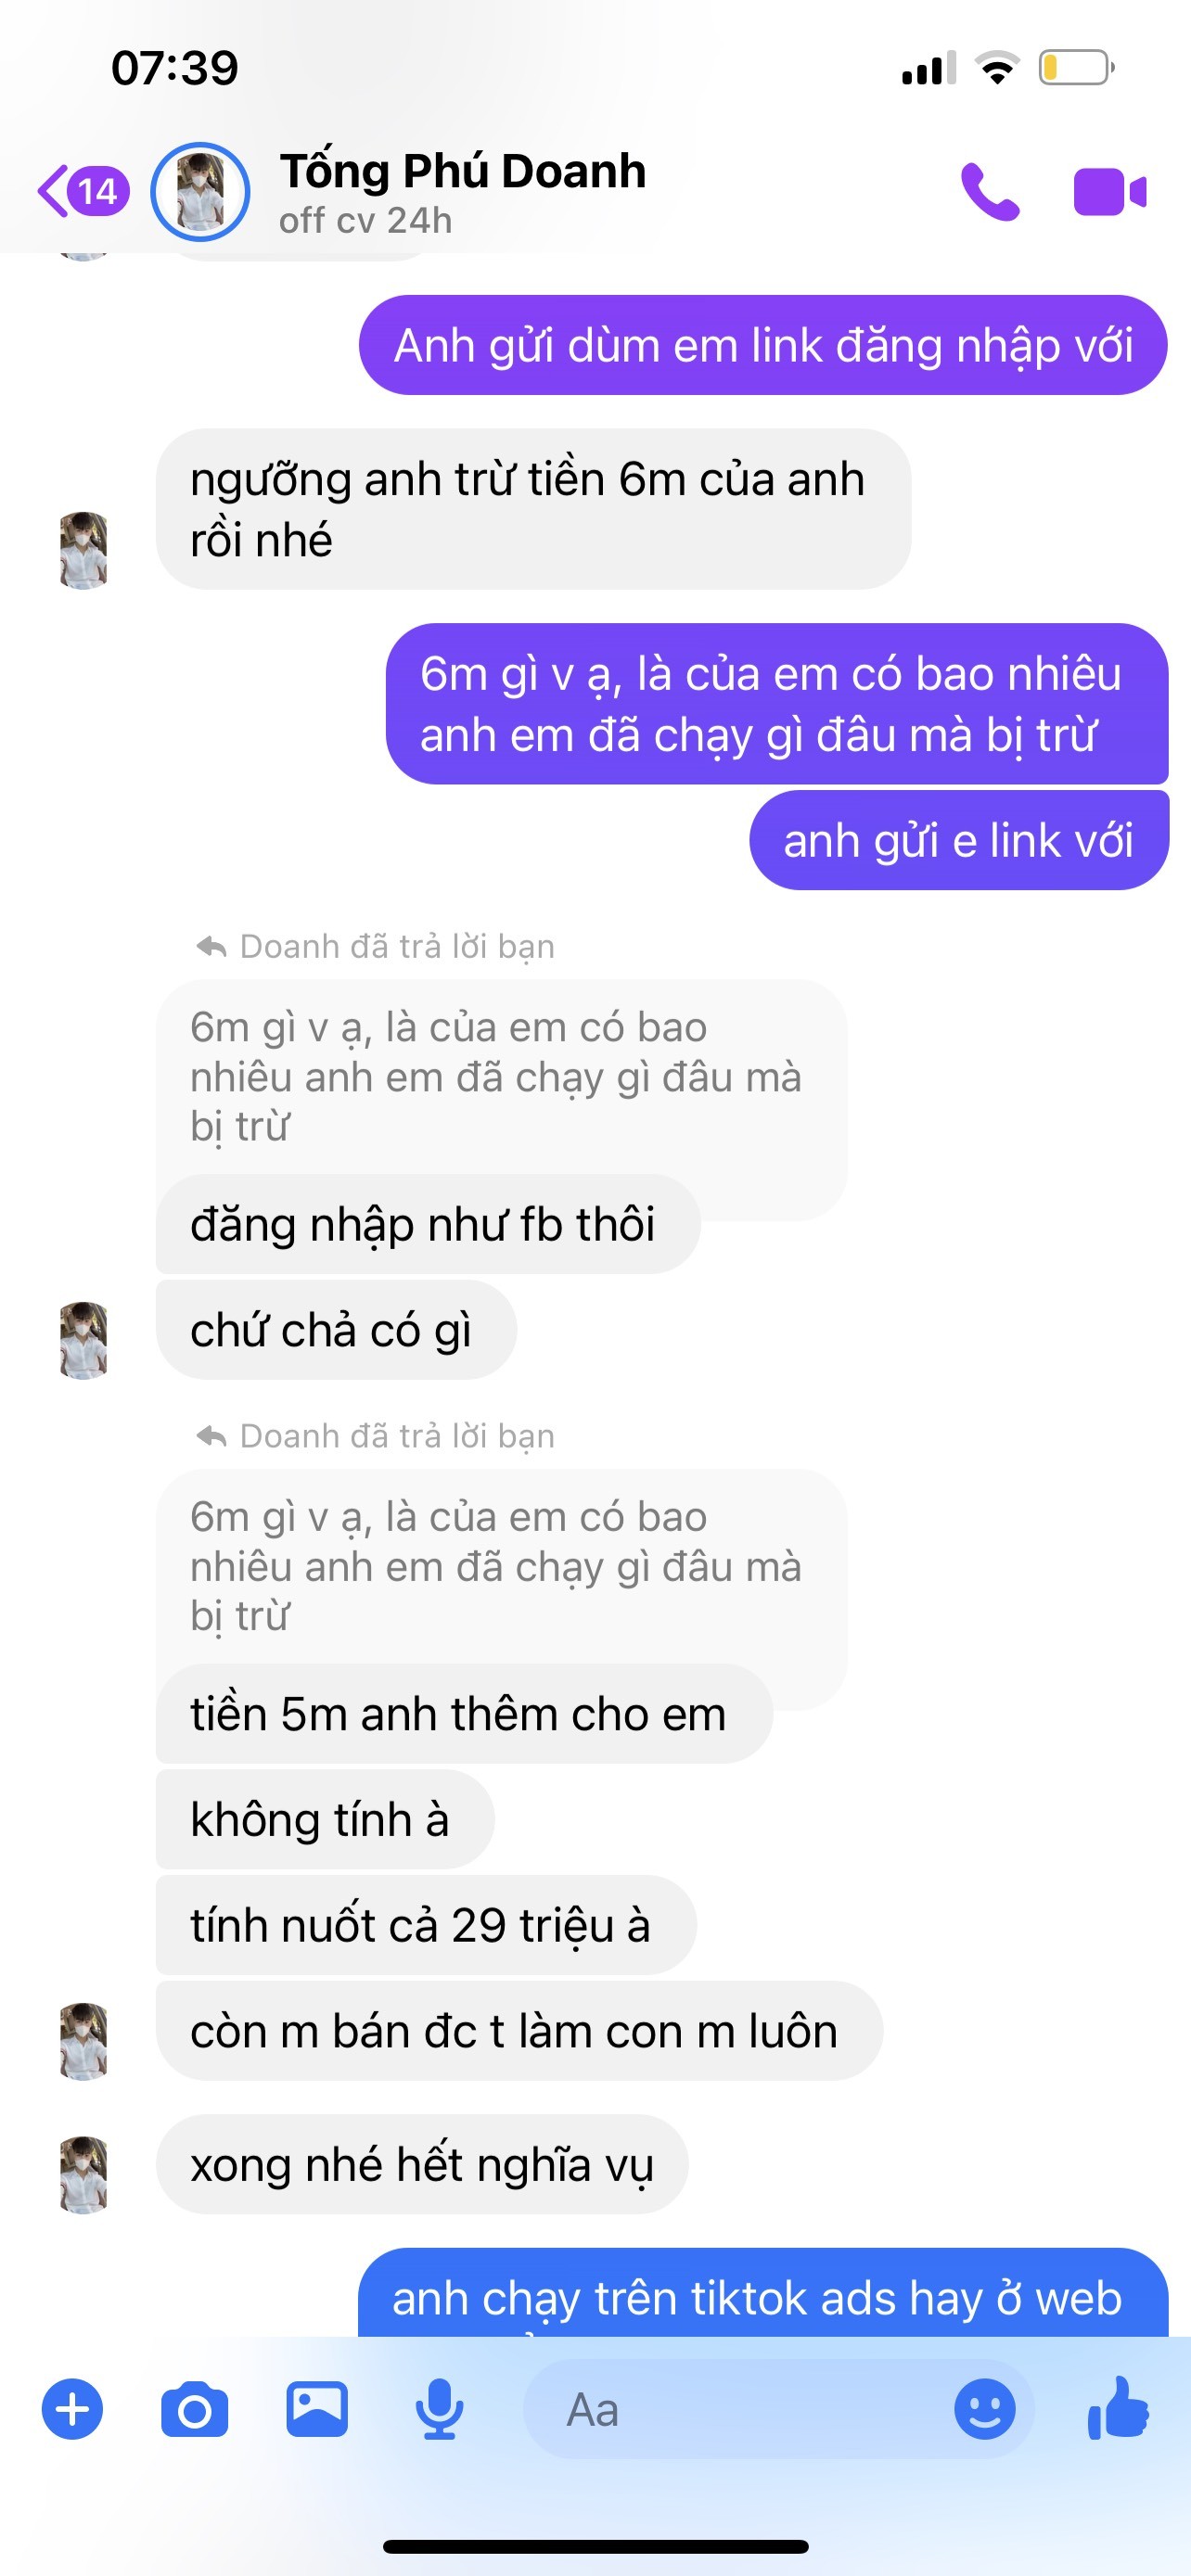 07:39
14
Tống Phú Doanh
off cv 24h
Anh gửi dùm em link đăng nhập với
ngưỡng anh trừ tiền 6m của anh
rồi nhé
6m gì v ạ, là của em có bao nhiêu
anh em đã chạy gì đâu mà bị trừ
anh gửi e link với
Doanh đã trả lời bạn
6m gì v ạ, là của em có bao
nhiêu anh em đã chạy gì đâu mà
bị trừ
đăng nhập như fb thôi
chứ chả có gì
Doanh đã trả lời bạn
6m gì v ạ, là của em có bao
nhiêu anh em đã chạy gì đâu mà
bị trừ
tiền 5m anh thêm cho em
không tính à
tính nuốt cả 29 triệu à
còn m bán đc t làm con m luôn
xong nhé hết nghĩa vụ
anh chạy trên tiktok ads hay ở web
Aa